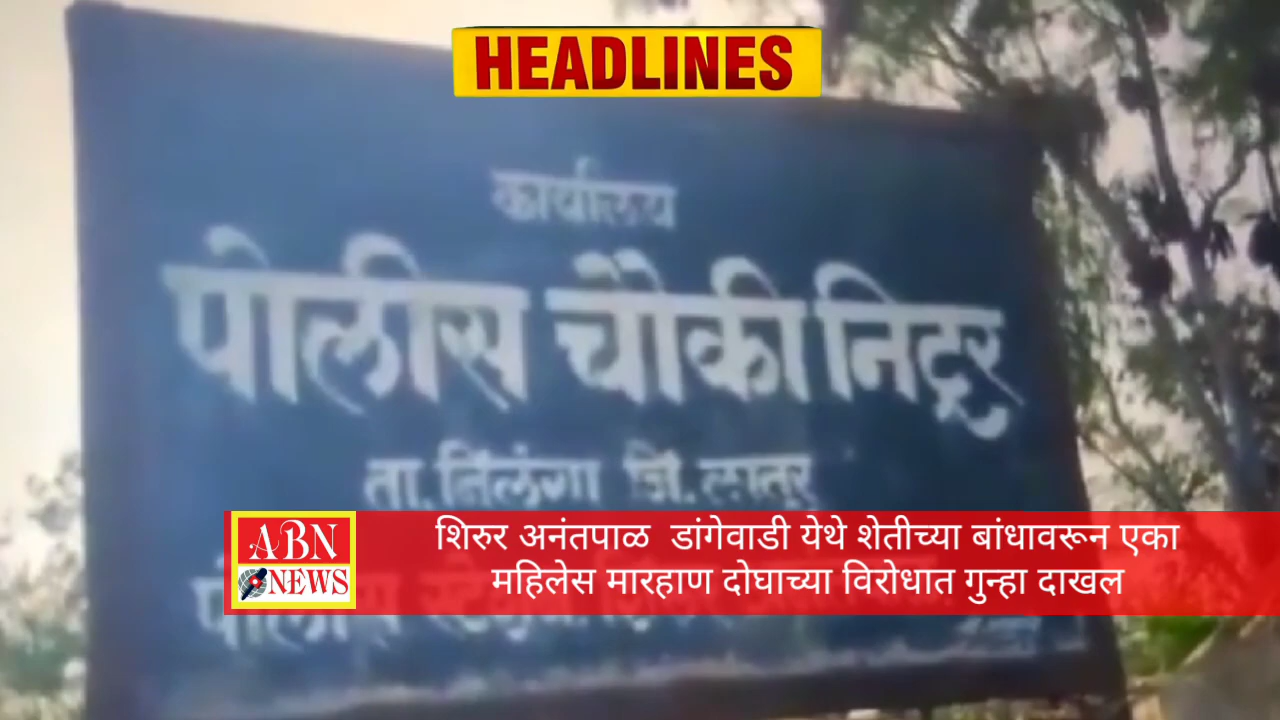 HEADLINES
कार्यालय
पोलीस चौकी निटूर
ता. निलंगा जि. लातूर
ABN
NEWS
शिरुर अनंतपाळ डांगेवाडी येथे शेतीच्या बांधावरून एका
महिलेस मारहाण दोघाच्या विरोधात गुन्हा दाखल
पोलीस